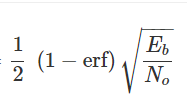 = 1/2 (1 − erf) √(E_b/N_o)